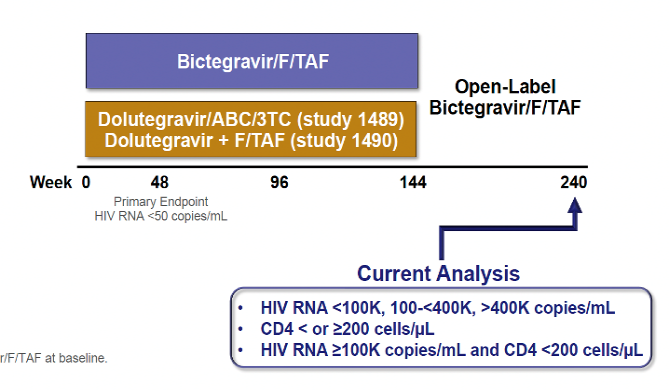 Bictegravir/F/TAF
Dolutegravir/ABC/3TC (study 1489)
Dolutegravir + F/TAF (study 1490)
Open-Label
Bictegravir/F/TAF
Week 0 48 96 144 240
Primary Endpoint
HIV RNA <50 copies/mL
Current Analysis
• HIV RNA <100K, 100-<400K, >400K copies/mL
• CD4 < or ≥200 cells/µL
• HIV RNA ≥100K copies/mL and CD4 <200 cells/µL
r/F/TAF at baseline.